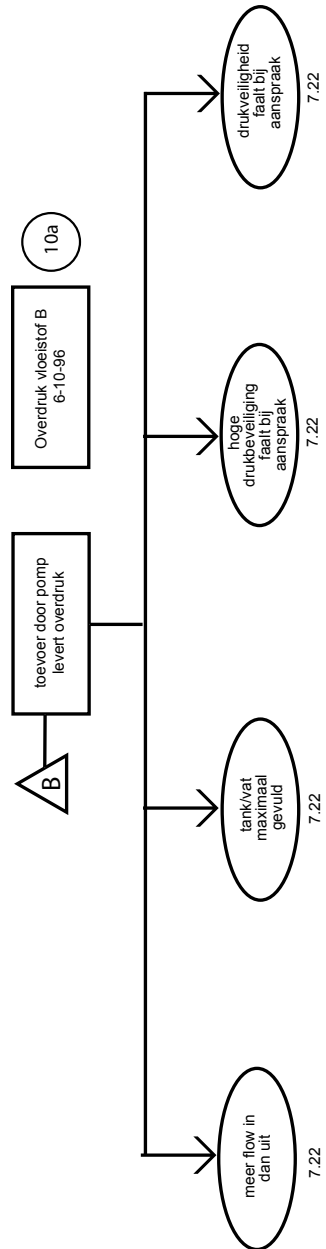 B
toevoer door pomp
levert overdruk
Overdruk vloeistof B
6-10-96
10a
meer flow in
dan uit
7.22
tank/vat
maximaal
gevuld
7.22
hoge
drukbeveiliging
faalt bij
aanspraak
7.22
drukveiligheid
faalt bij
aanspraak
7.22